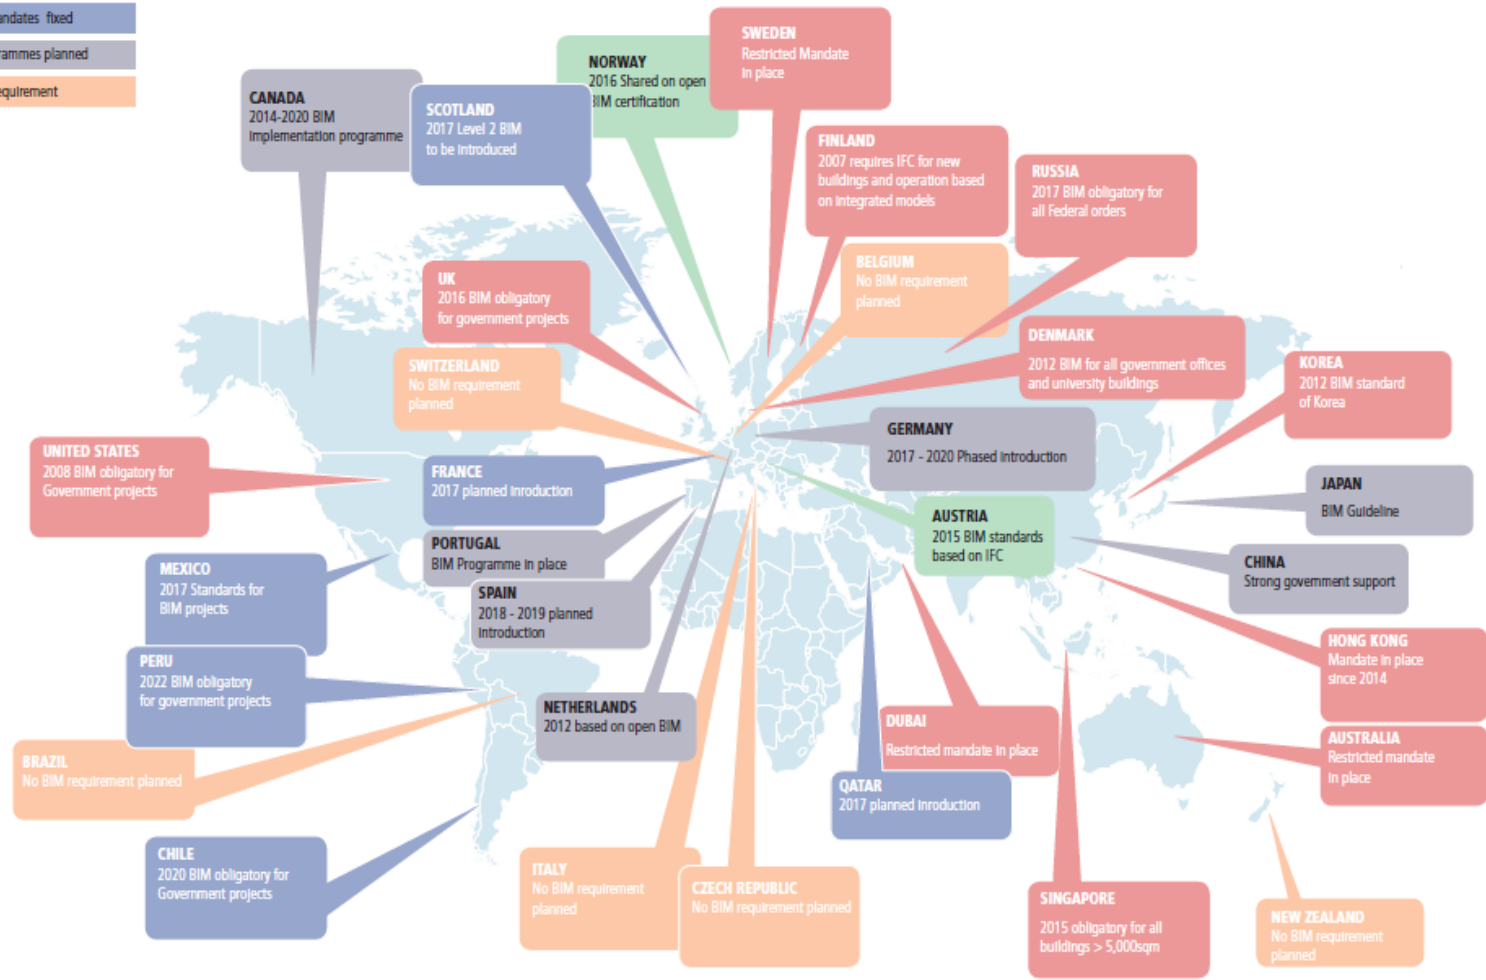 andates fixed
rammes planned
equirement
CANADA
2014-2020 BIM
implementation programme
SCOTLAND
2017 Level 2 BIM
to be introduced
NORWAY
2016 Shared on open
BIM certification
SWEDEN
Restricted Mandate
in place
FINLAND
2007 requires IFC for new
buildings and operation based
on integrated models
RUSSIA
2017 BIM obligatory for
all Federal orders
BELGIUM
No BIM requirement
planned
UK
2016 BIM obligatory
for government projects
SWITZERLAND
No BIM requirement
planned
DENMARK
2012 BIM for all government offices
and university buildings
KOREA
2012 BIM standard
of Korea
UNITED STATES
2008 BIM obligatory for
Government projects
FRANCE
2017 planned inroduction
GERMANY
2017 - 2020 Phased introduction
JAPAN
BIM Guideline
AUSTRIA
2015 BIM standards
based on IFC
PORTUGAL
BIM Programme in place
CHINA
Strong government support
MEXICO
2017 Standards for
BIM projects
SPAIN
2018 - 2019 planned
introduction
HONG KONG
Mandate in place
since 2014
PERU
2022 BIM obligatory
for government projects
NETHERLANDS
2012 based on open BIM
DUBAI
Restricted mandate in place
AUSTRALIA
Restricted mandate
in place
BRAZIL
No BIM requirement planned
QATAR
2017 planned inroduction
CHILE
2020 BIM obligatory for
Government projects
ITALY
No BIM requirement
planned
CZECH REPUBLIC
No BIM requirement planned
SINGAPORE
2015 obligatory for all
buildings > 5,000sqm
NEW ZEALAND
No BIM requirement
planned